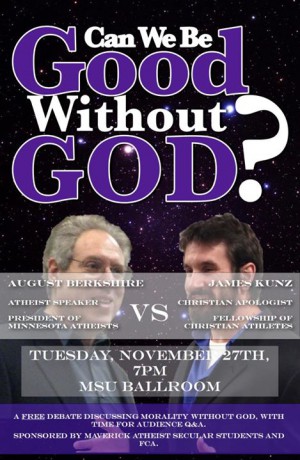 Can We Be
Good
Without
GOD?
AUGUST BERKSHIRE
JAMES KUNZ
ATHEIST SPEAKER
CHRISTIAN APOLOGIST
VS
PRESIDENT OF
MINNESOTA ATHEISTS
FELLOWSHIP OF
CHRISTIAN ATHLETES
TUESDAY, NOVEMBER 27TH,
7PM
MSU BALLROOM
A FREE DEBATE DISCUSSING MORALITY WITHOUT GOD, WITH
TIME FOR AUDIENCE Q&A.
SPONSORED BY MAVERICK ATHEIST SECULAR STUDENTS AND
FCA.